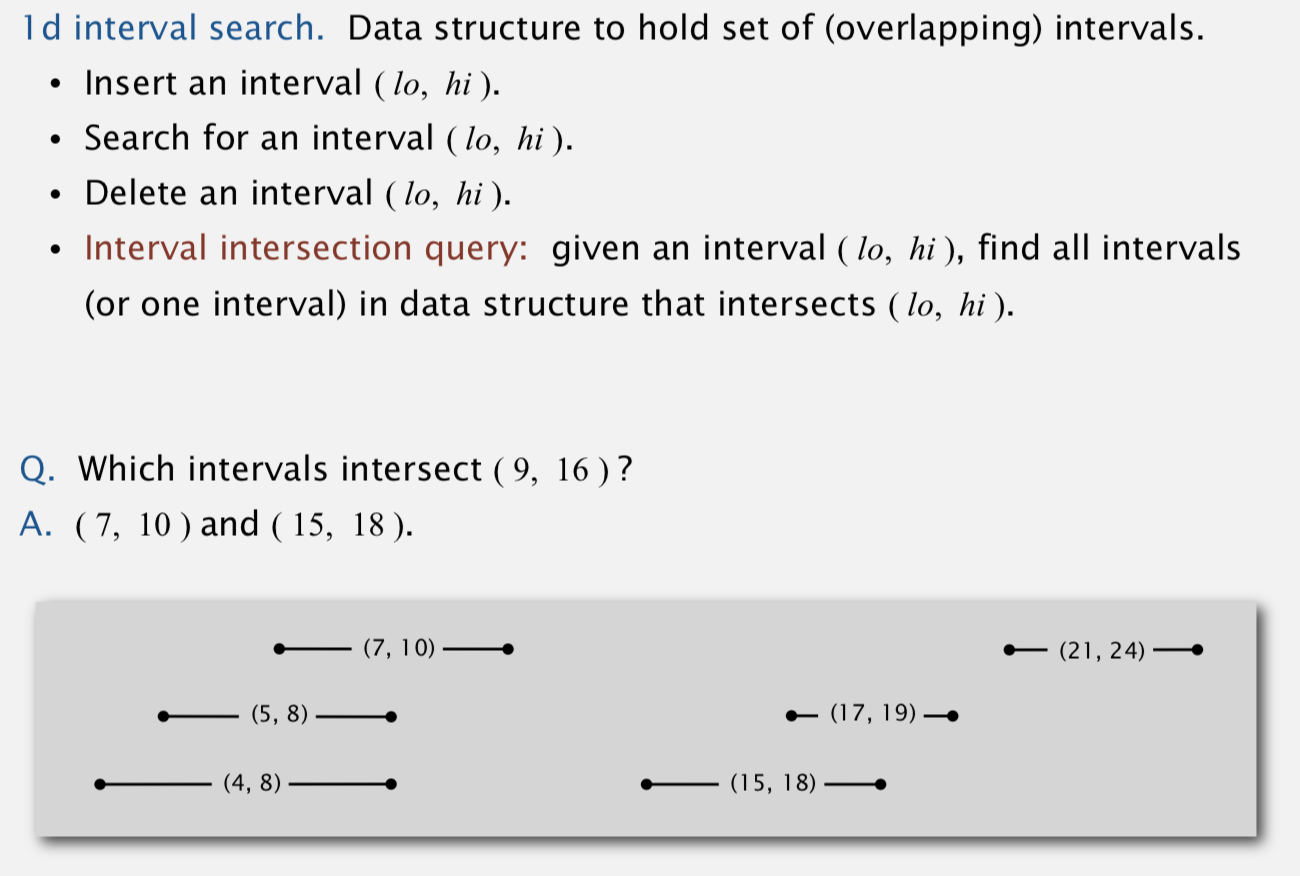 1d interval search. Data structure to hold set of (overlapping) intervals.
• Insert an interval ( lo, hi ).
• Search for an interval ( lo, hi ).
• Delete an interval ( lo, hi ).
• Interval intersection query: given an interval ( lo, hi ), find all intervals
(or one interval) in data structure that intersects ( lo, hi ).
Q. Which intervals intersect ( 9, 16 ) ?
A. ( 7, 10 ) and ( 15, 18 ).
(7, 10)
(21, 24)
(5, 8)
(17, 19)
(4, 8)
(15, 18)